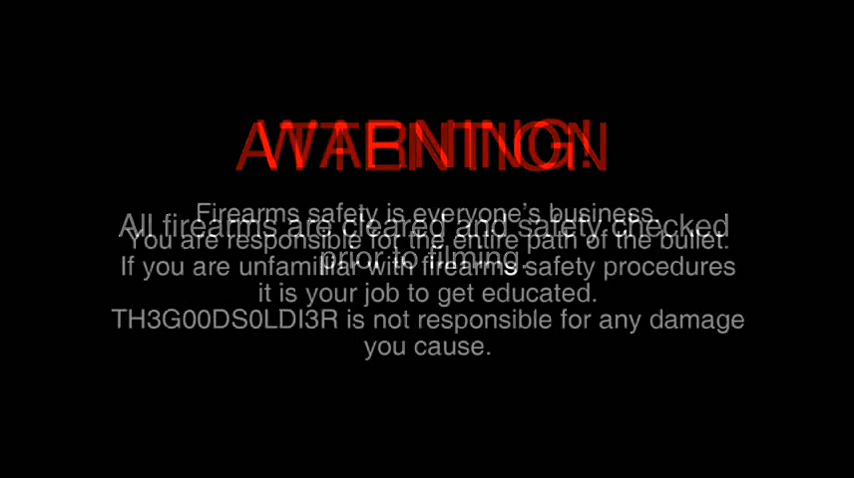 WARNING!
ATTENTION
Firearms safety is everyone's business.
All firearms are cleared and safety checked
You are responsible for the entire path of the bullet.
prior to filming.
If you are unfamiliar with firearms safety procedures
it is your job to get educated.
TH3G00DS0LDI3R is not responsible for any damage
you cause.